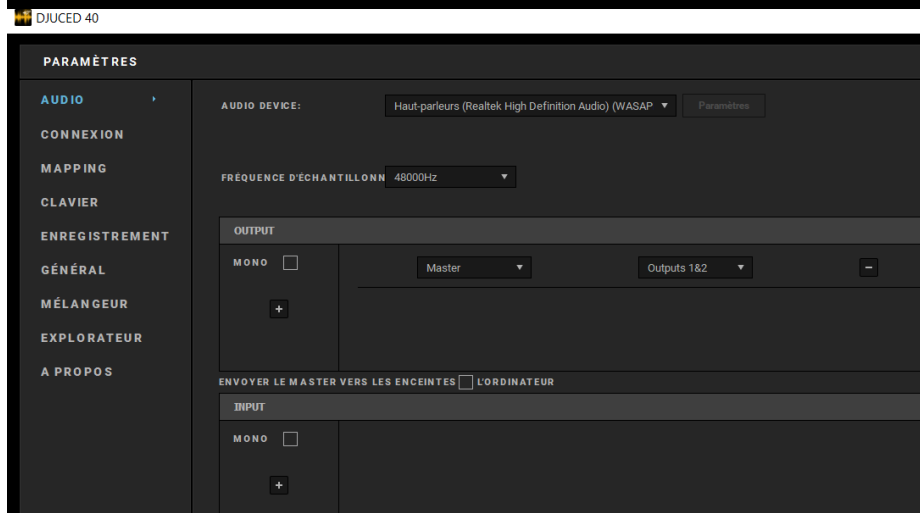 DJUCED 40
PARAMÈTRES
AUDIO
CONNEXION
MAPPING
CLAVIER
ENREGISTREMENT
GÉNÉRAL
MÉLANGEUR
EXPLORATEUR
A PROPOS
AUDIO DEVICE: Haut-parleurs (Realtek High Definition Audio) (WASAP Paramètres
FRÉQUENCE D'ÉCHANTILLONN 48000Hz
OUTPUT
MONO Master Outputs 1&2 −
+
ENVOYER LE MASTER VERS LES ENCEINTES L'ORDINATEUR
INPUT
MONO
+